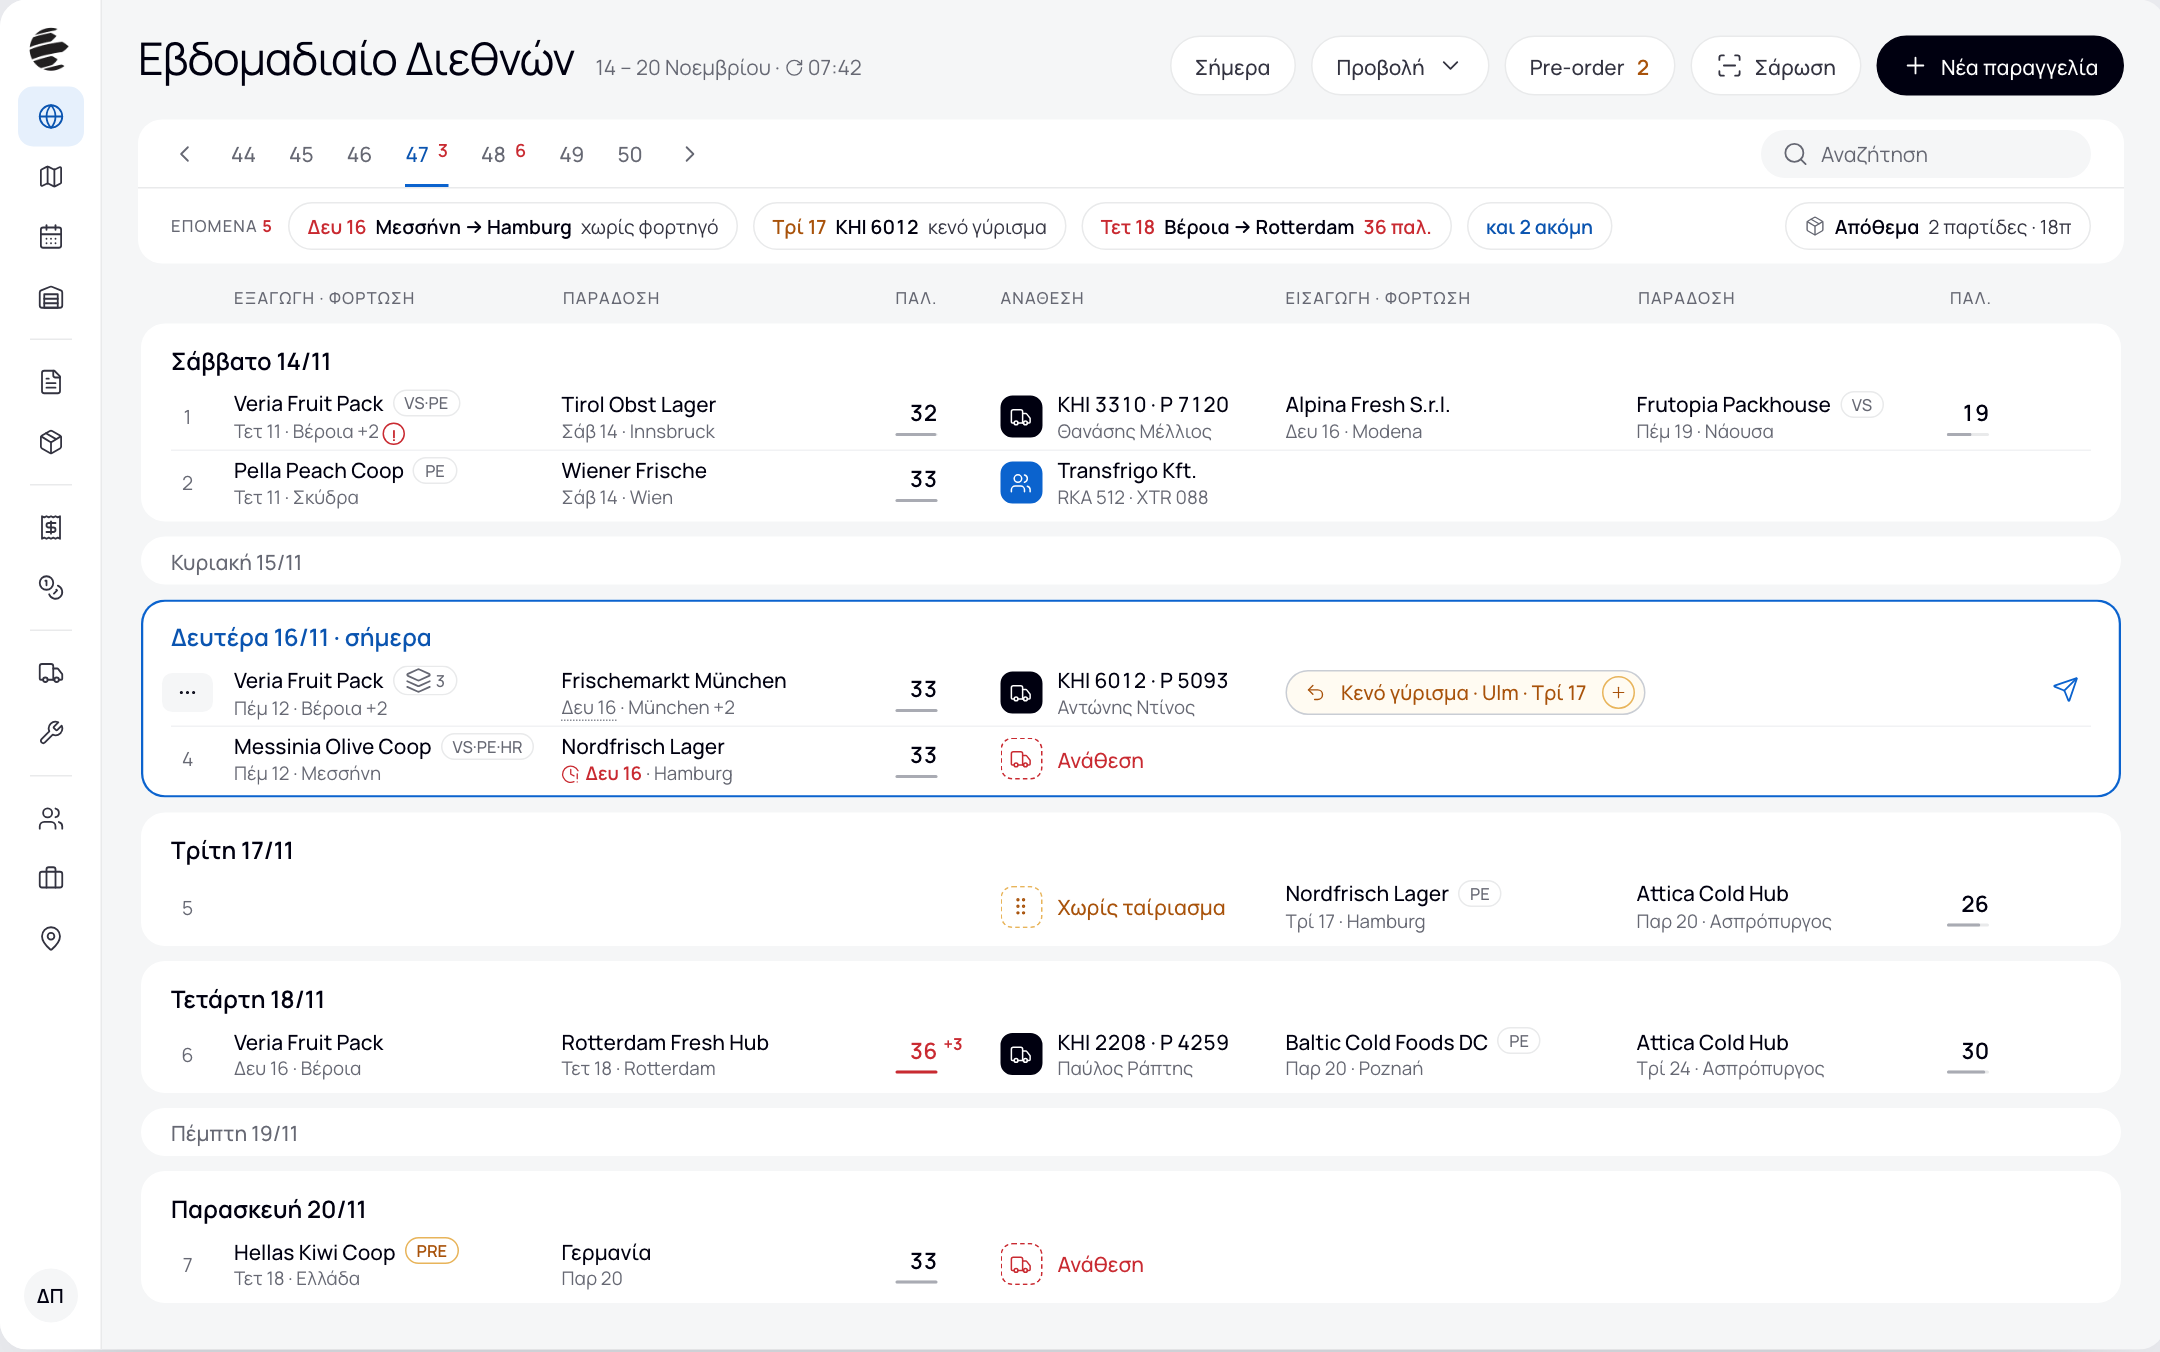 Εβδομαδιαίο Διεθνών 14 – 20 Νοεμβρίου · 07:42
Σήμερα Προβολή Pre-order 2 Σάρωση + Νέα παραγγελία
44 45 46 47 3 48 6 49 50 Αναζήτηση
ΕΠΟΜΕΝΑ 5 Δευ 16 Μεσσήνη → Hamburg χωρίς φορτηγό Τρί 17 KHI 6012 κενό γύρισμα Τετ 18 Βέροια → Rotterdam 36 παλ. και 2 ακόμη Απόθεμα 2 παρτίδες · 18π
ΕΞΑΓΩΓΗ · ΦΟΡΤΩΣΗ ΠΑΡΑΔΟΣΗ ΠΑΛ. ΑΝΑΘΕΣΗ ΕΙΣΑΓΩΓΗ · ΦΟΡΤΩΣΗ ΠΑΡΑΔΟΣΗ ΠΑΛ.
Σάββατο 14/11
1 Veria Fruit Pack VS·PE Tirol Obst Lager 32 KHI 3310 · P 7120 Alpina Fresh S.r.l. Frutopia Packhouse VS 19
Τετ 11 · Βέροια +2 Σάβ 14 · Innsbruck Θανάσης Μέλλιος Δευ 16 · Modena Πέμ 19 · Νάουσα
2 Pella Peach Coop PE Wiener Frische 33 Transfrigo Kft.
Τετ 11 · Σκύδρα Σάβ 14 · Wien RKA 512 · XTR 088
Κυριακή 15/11
Δευτέρα 16/11 · σήμερα
Veria Fruit Pack 3 Frischemarkt München 33 KHI 6012 · P 5093 Κενό γύρισμα · Ulm · Τρί 17
Πέμ 12 · Βέροια +2 Δευ 16 · München +2 Αντώνης Ντίνος
4 Messinia Olive Coop VS·PE·HR Nordfrisch Lager 33 Ανάθεση
Πέμ 12 · Μεσσήνη Δευ 16 · Hamburg
Τρίτη 17/11
5 Χωρίς ταίριασμα Nordfrisch Lager PE Attica Cold Hub 26
Τρί 17 · Hamburg Παρ 20 · Ασπρόπυργος
Τετάρτη 18/11
6 Veria Fruit Pack Rotterdam Fresh Hub 36 +3 KHI 2208 · P 4259 Baltic Cold Foods DC PE Attica Cold Hub 30
Δευ 16 · Βέροια Τετ 18 · Rotterdam Παύλος Ράπτης Παρ 20 · Poznań Τρί 24 · Ασπρόπυργος
Πέμπτη 19/11
Παρασκευή 20/11
7 Hellas Kiwi Coop PRE Γερμανία 33 Ανάθεση
Τετ 18 · Ελλάδα Παρ 20
ΔΠ